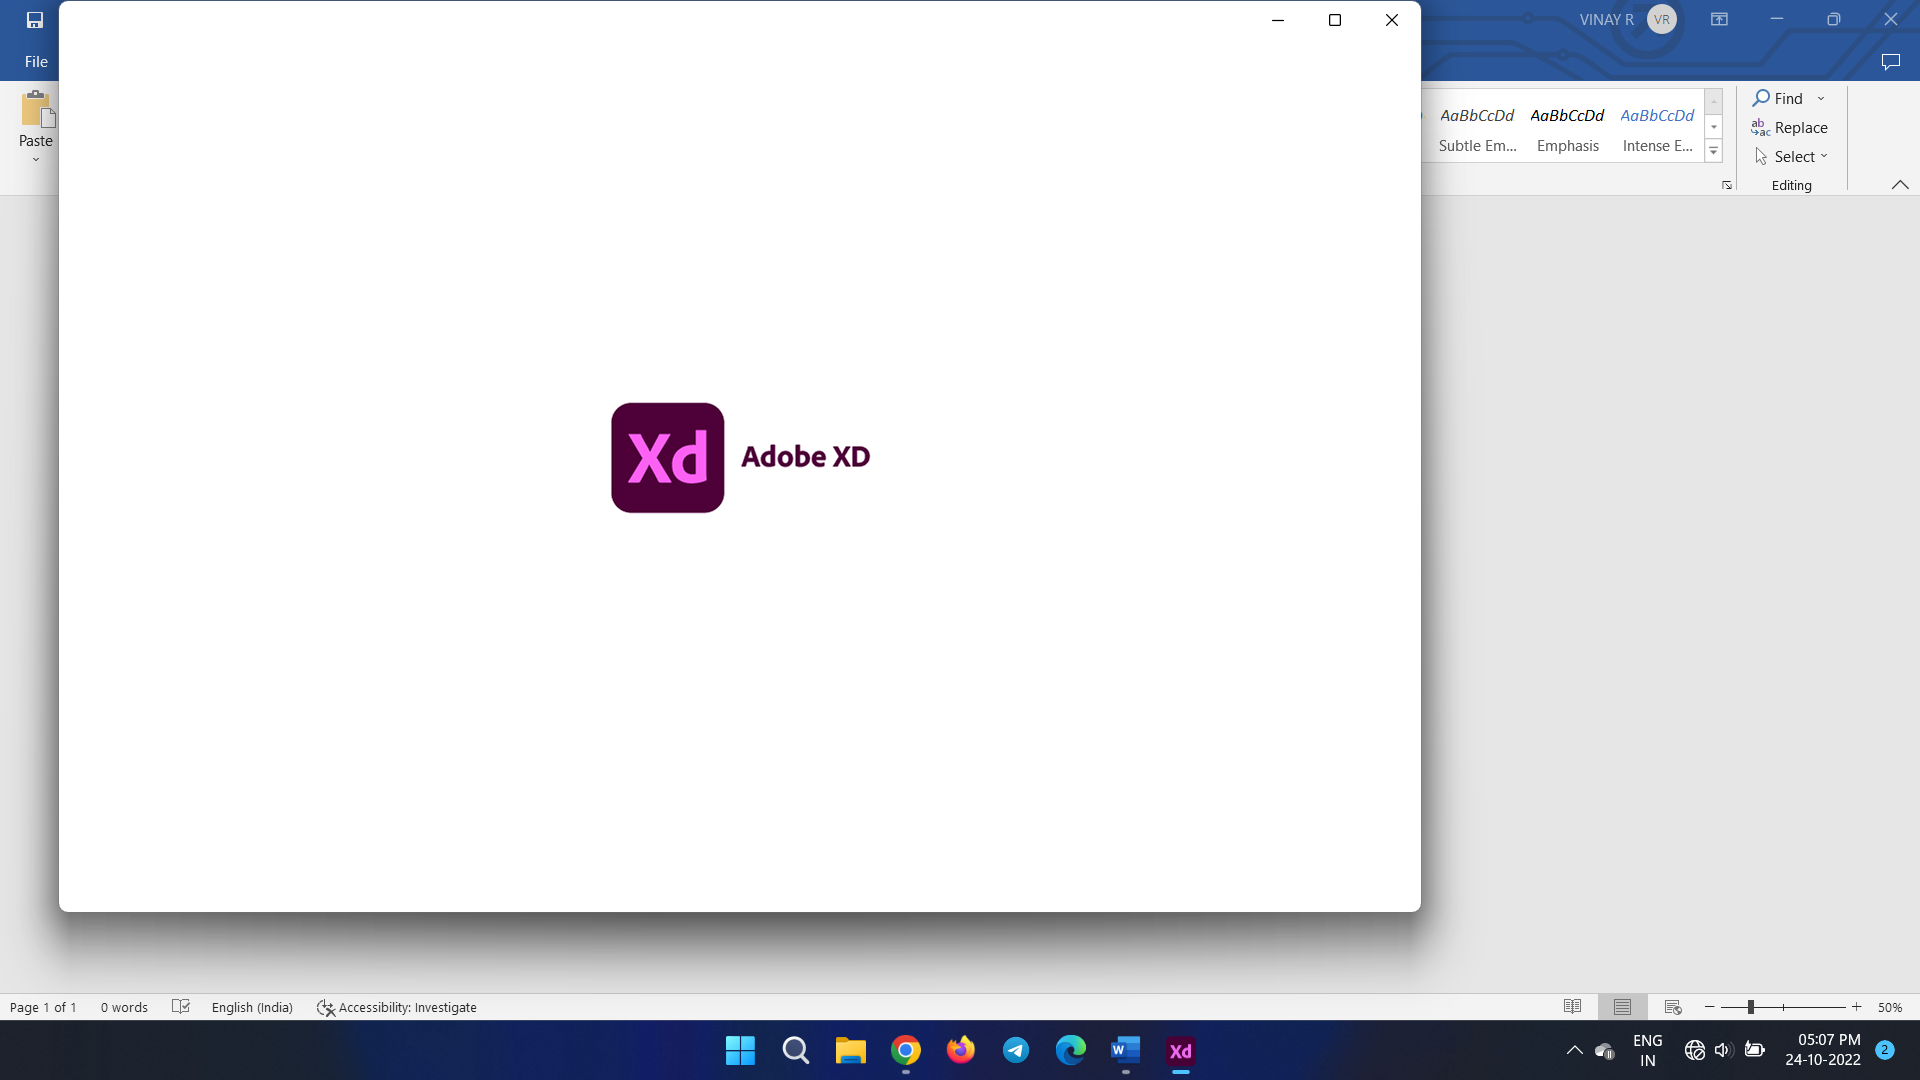 VINAY R VR
File
Paste
AaBbCcDd AaBbCcDd AaBbCcDd
Subtle Em... Emphasis Intense E...
Find
Replace
Select
Editing
Xd Adobe XD
Page 1 of 1 0 words English (India) Accessibility: Investigate 50%
W Xd
ENG
IN
05:07 PM
24-10-2022
2